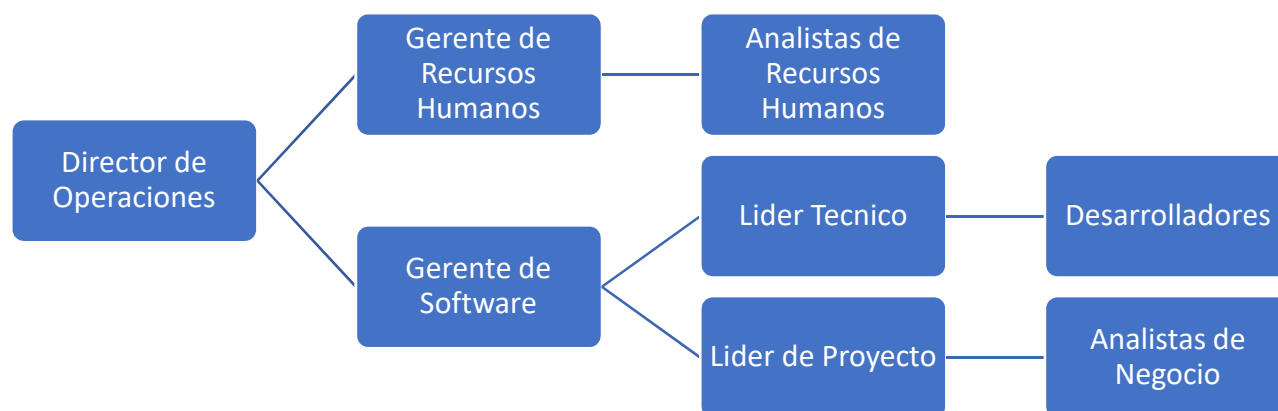 Gerente de
Recursos
Humanos
Analistas de
Recursos
Humanos
Director de
Operaciones
Lider Tecnico
Desarrolladores
Gerente de
Software
Lider de Proyecto
Analistas de
Negocio